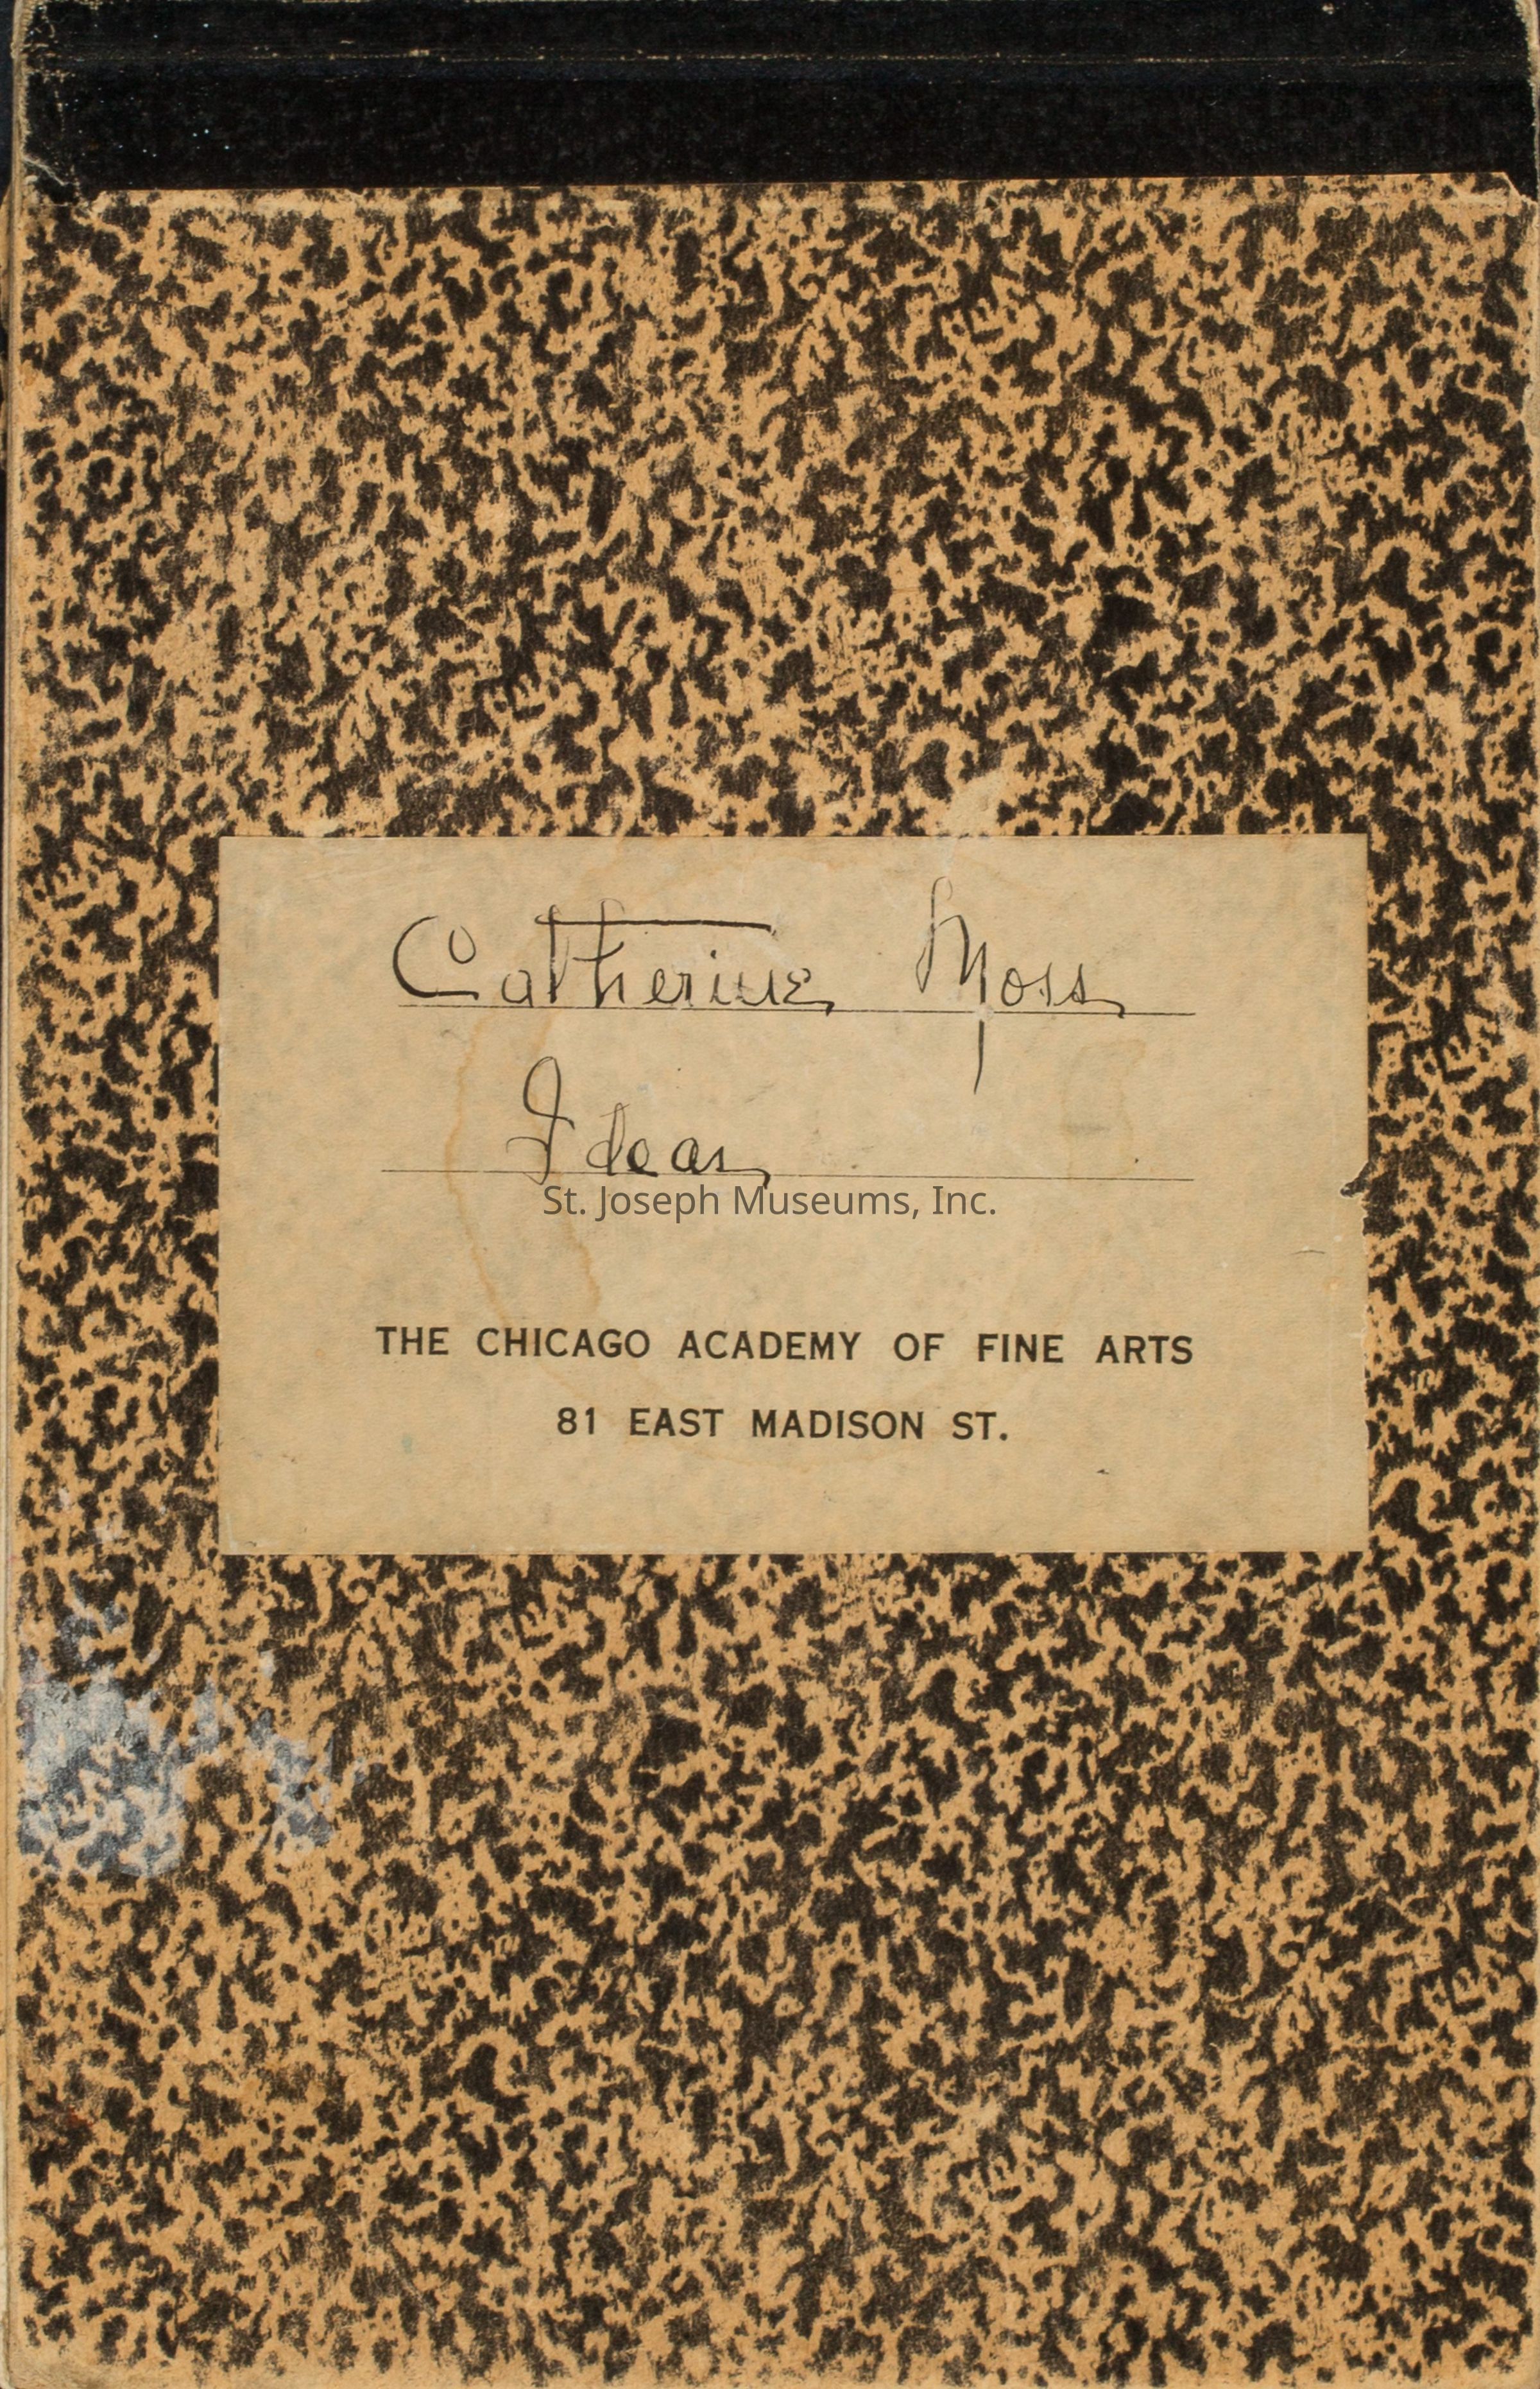 Catherine Moss
Ideas
St. Joseph Museums, Inc.
THE CHICAGO ACADEMY OF FINE ARTS
81 EAST MADISON ST.